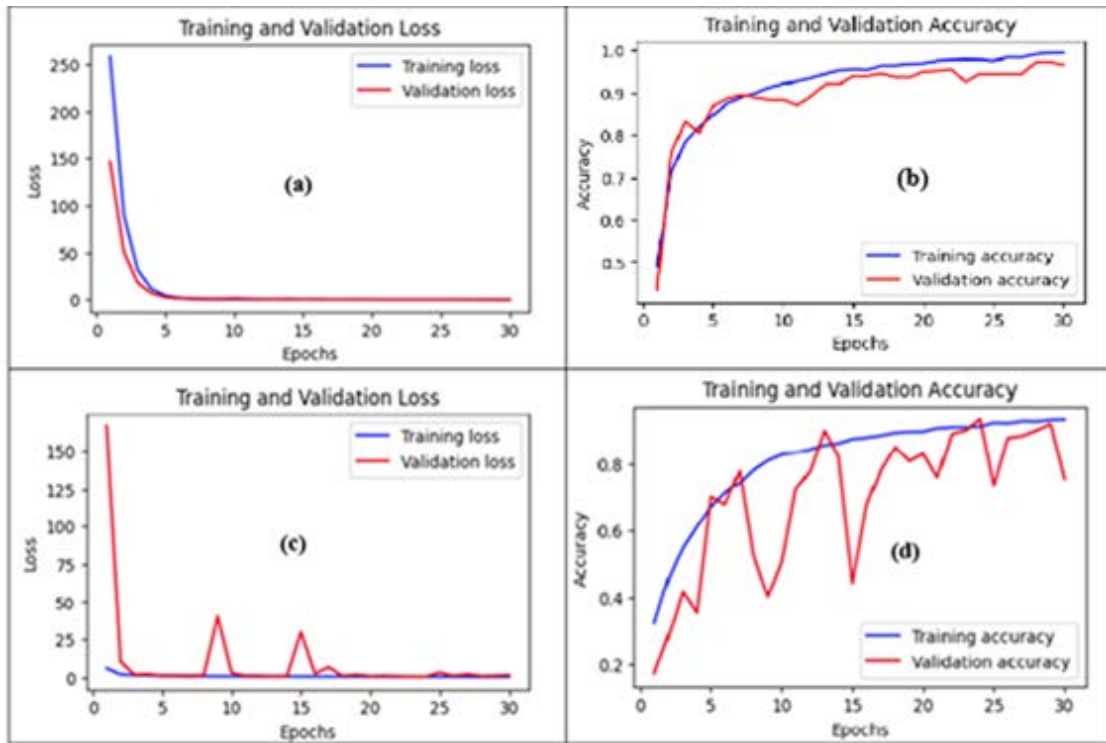 Training and Validation Loss
250
200
150
100
50
0
Loss
Training loss
Validation loss
(a)
0 5 10 15 20 25 30
Epochs
Training and Validation Accuracy
1.0
0.9
0.8
0.7
0.6
0.5
Accuracy
(b)
Training accuracy
Validation accuracy
0 5 10 15 20 25 30
Epochs
Training and Validation Loss
150
125
100
75
50
25
0
Loss
Training loss
Validation loss
(c)
0 5 10 15 20 25 30
Epochs
Training and Validation Accuracy
0.8
0.6
0.4
0.2
Accuracy
(d)
Training accuracy
Validation accuracy
0 5 10 15 20 25 30
Epochs